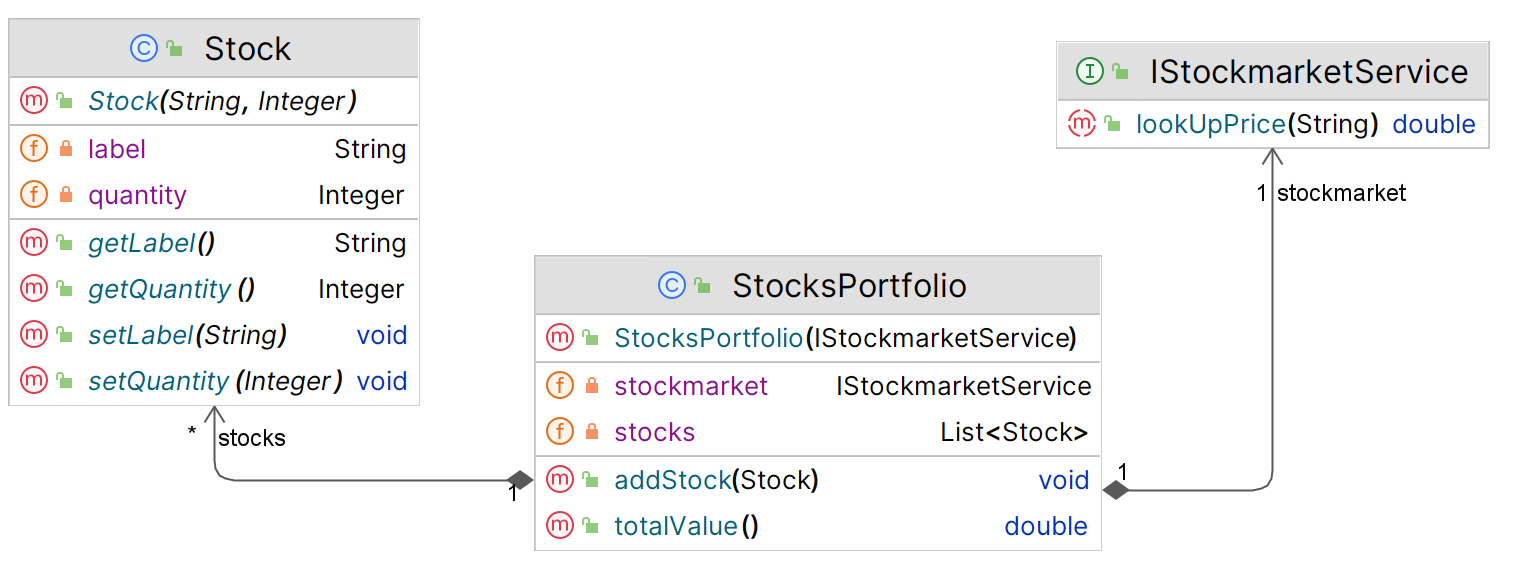 Stock
Stock(String, Integer)
label String
quantity Integer
getLabel() String
getQuantity() Integer
setLabel(String) void
setQuantity(Integer) void
* stocks
IStockmarketService
lookUpPrice(String) double
1 stockmarket
StocksPortfolio
StocksPortfolio(IStockmarketService)
stockmarket IStockmarketService
stocks List<Stock>
addStock(Stock) void
totalValue() double
1
1